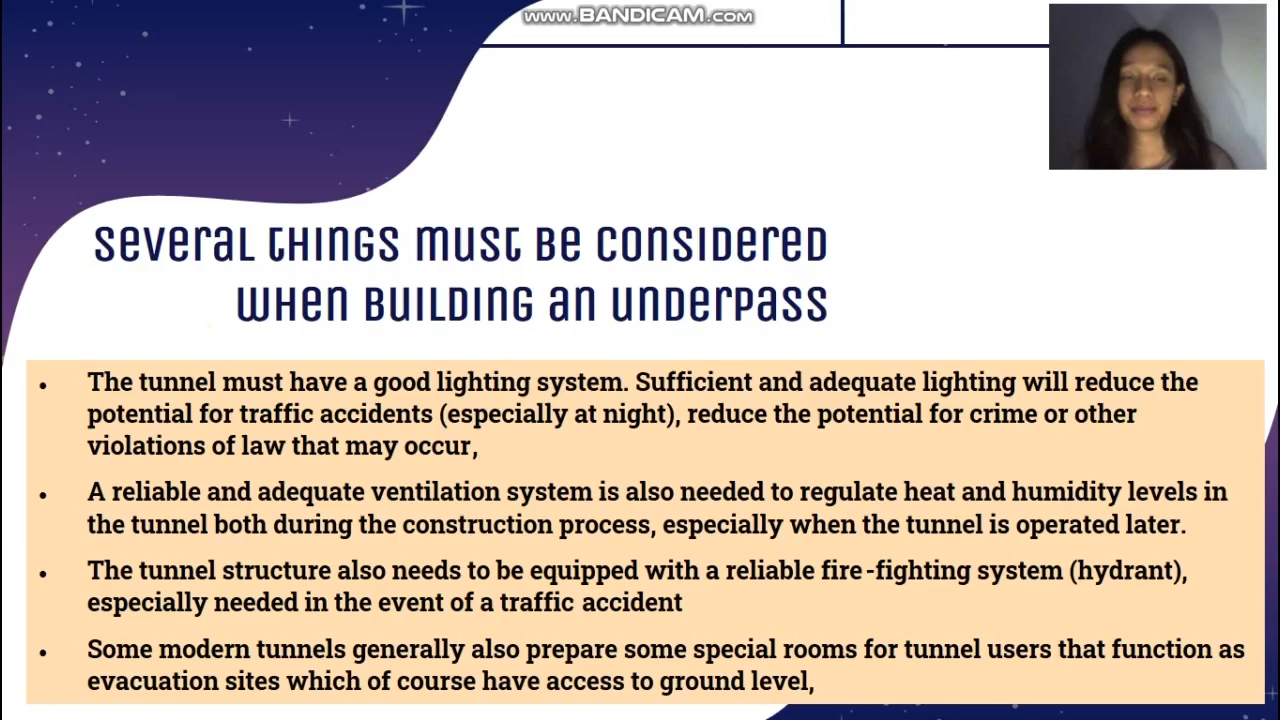 www.BANDICAM.com
Several things must be considered
when building an underpass
• The tunnel must have a good lighting system. Sufficient and adequate lighting will reduce the
potential for traffic accidents (especially at night), reduce the potential for crime or other
violations of law that may occur,
• A reliable and adequate ventilation system is also needed to regulate heat and humidity levels in
the tunnel both during the construction process, especially when the tunnel is operated later.
• The tunnel structure also needs to be equipped with a reliable fire-fighting system (hydrant),
especially needed in the event of a traffic accident
• Some modern tunnels generally also prepare some special rooms for tunnel users that function as
evacuation sites which of course have access to ground level,